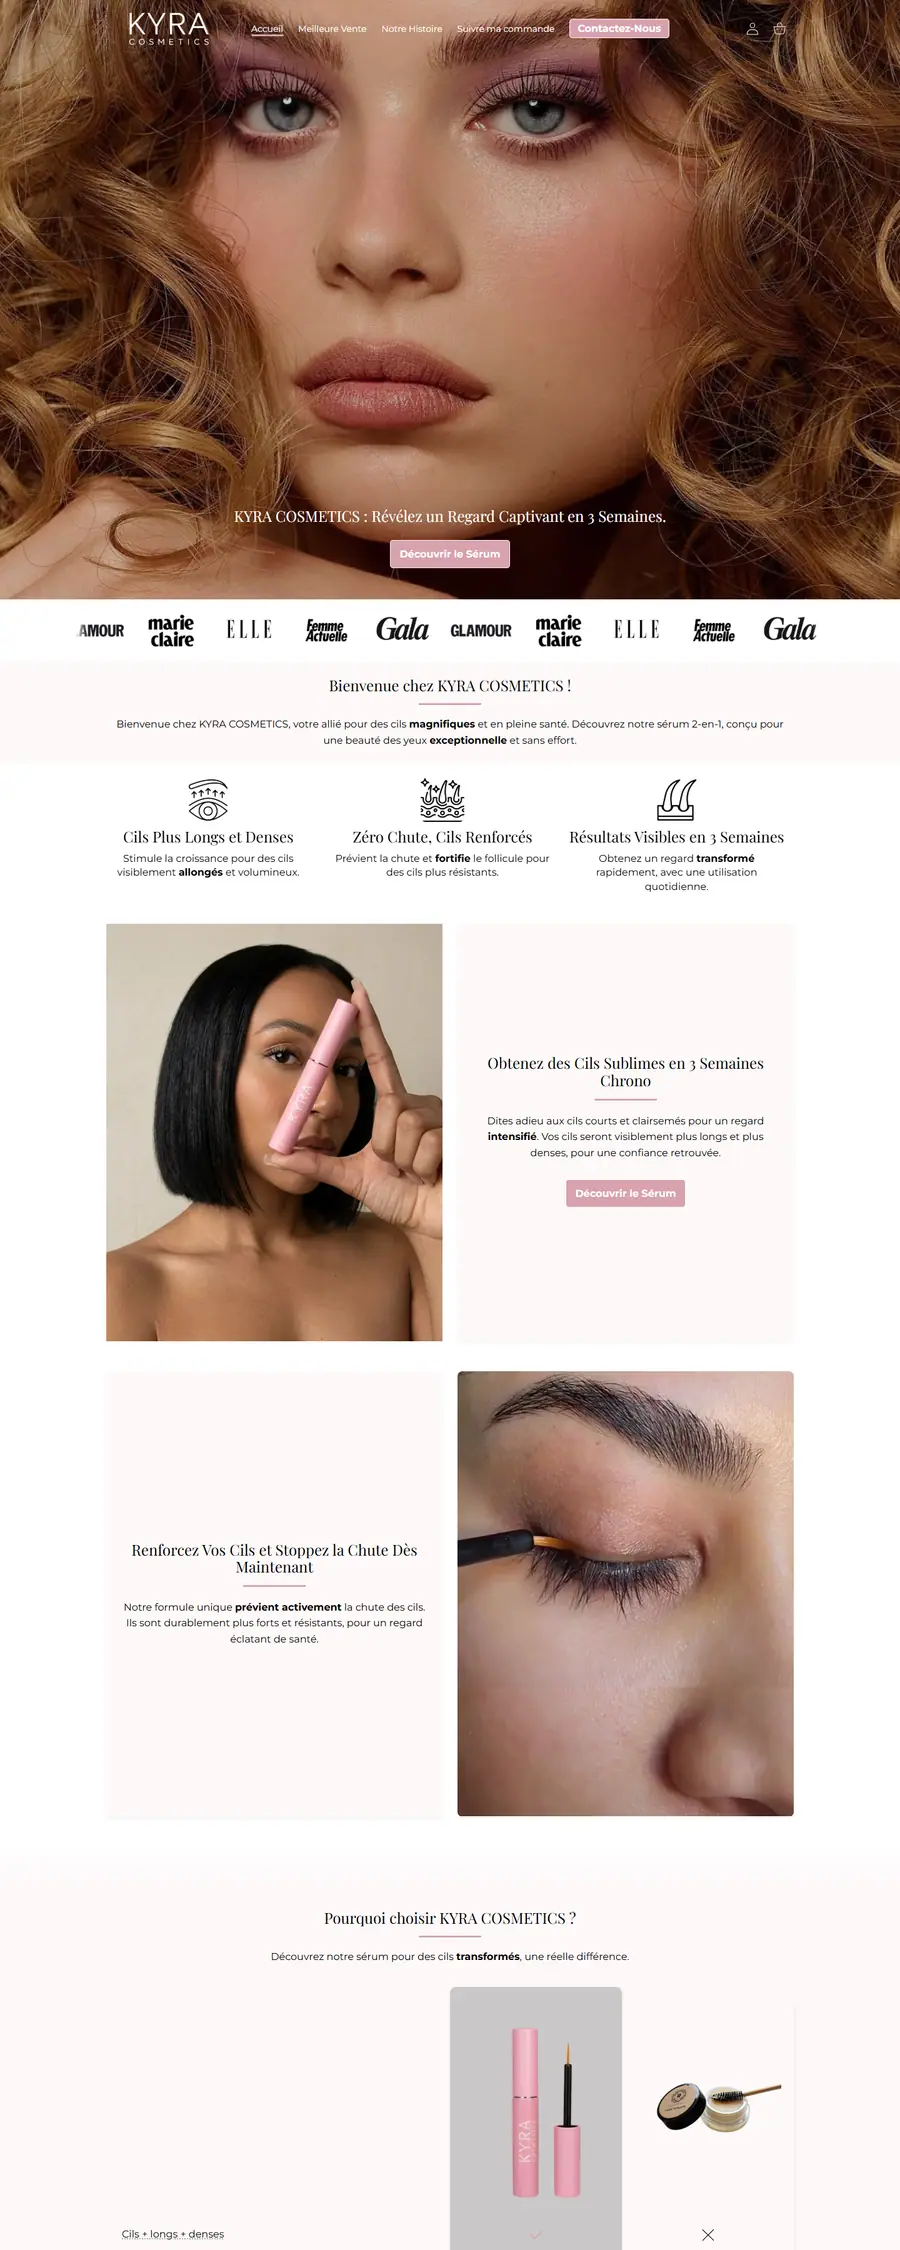 KYRA
COSMETICS
Accueil Meilleure Vente Notre Histoire Suivre ma commande Contactez-Nous
KYRA COSMETICS : Révélez un Regard Captivant en 3 Semaines.
Découvrir le Sérum
AMOUR marie claire ELLE Femme Actuelle Gala GLAMOUR marie claire ELLE Femme Actuelle Gala
Bienvenue chez KYRA COSMETICS !
Bienvenue chez KYRA COSMETICS, votre allié pour des cils magnifiques et en pleine santé. Découvrez notre sérum 2-en-1, conçu pour
une beauté des yeux exceptionnelle et sans effort.
Cils Plus Longs et Denses
Stimule la croissance pour des cils
visiblement allongés et volumineux.
Zéro Chute, Cils Renforcés
Prévient la chute et fortifie le follicule pour
des cils plus résistants.
Résultats Visibles en 3 Semaines
Obtenez un regard transformé
rapidement, avec une utilisation
quotidienne.
KYRA
Obtenez des Cils Sublimes en 3 Semaines
Chrono
Dites adieu aux cils courts et clairsemés pour un regard
intensifié. Vos cils seront visiblement plus longs et plus
denses, pour une confiance retrouvée.
Découvrir le Sérum
Renforcez Vos Cils et Stoppez la Chute Dès
Maintenant
Notre formule unique prévient activement la chute des cils.
Ils sont durablement plus forts et résistants, pour un regard
éclatant de santé.
Pourquoi choisir KYRA COSMETICS ?
Découvrez notre sérum pour des cils transformés, une réelle différence.
KYRA
Cils + longs + denses